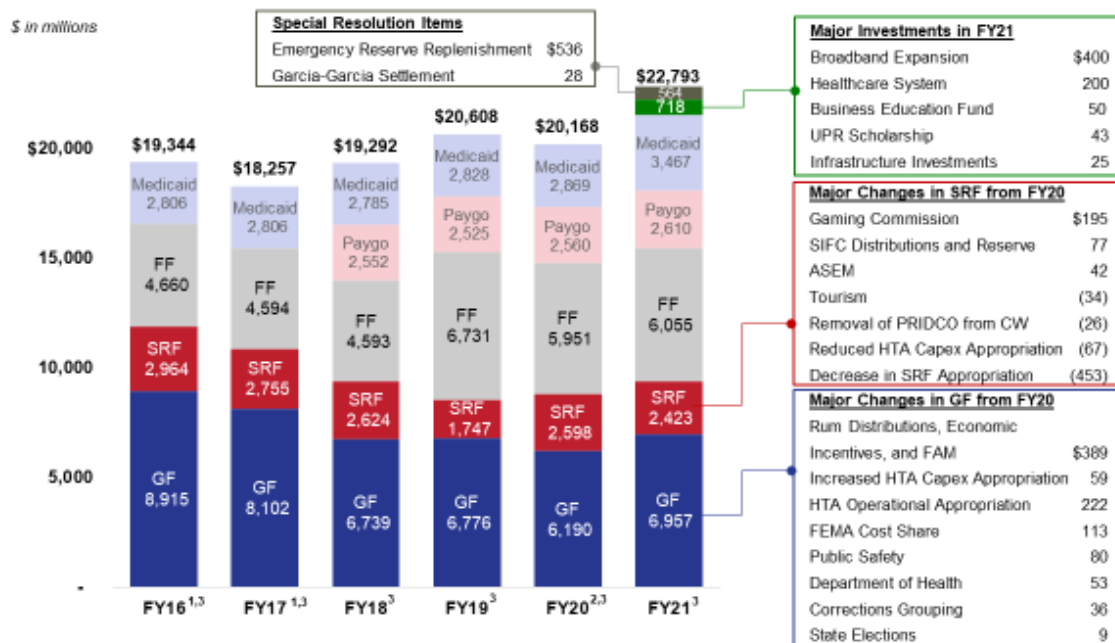 $ in millions
Special Resolution Items
Emergency Reserve Replenishment $536
Garcia-Garcia Settlement 28
Major Investments in FY21
Broadband Expansion $400
Healthcare System 200
Business Education Fund 50
UPR Scholarship 43
Infrastructure Investments 25
Major Changes in SRF from FY20
Gaming Commission $195
SIFC Distributions and Reserve 77
ASEM 42
Tourism (34)
Removal of PRIDCO from CW (26)
Reduced HTA Capex Appropriation (67)
Decrease in SRF Appropriation (453)
Major Changes in GF from FY20
Rum Distributions, Economic
Incentives, and FAM $389
Increased HTA Capex Appropriation 59
HTA Operational Appropriation 222
FEMA Cost Share 113
Public Safety 80
Department of Health 53
Corrections Grouping 36
State Elections 9
$20,000
15,000
10,000
5,000
-
$19,344
Medicaid
2,806
FF
4,660
SRF
2,964
GF
8,915
FY16 1,3
$18,257
Medicaid
2,806
FF
4,594
SRF
2,755
GF
8,102
FY17 1,3
$19,292
Medicaid
2,785
Paygo
2,552
FF
4,593
SRF
2,624
GF
6,739
FY18 3
$20,608
Medicaid
2,828
Paygo
2,525
FF
6,731
SRF
1,747
GF
6,776
FY19 3
$20,168
Medicaid
2,869
Paygo
2,560
FF
5,951
SRF
2,598
GF
6,190
FY20 2,3
$22,793
564
718
Medicaid
3,467
Paygo
2,610
FF
6,055
SRF
2,423
GF
6,957
FY21 3